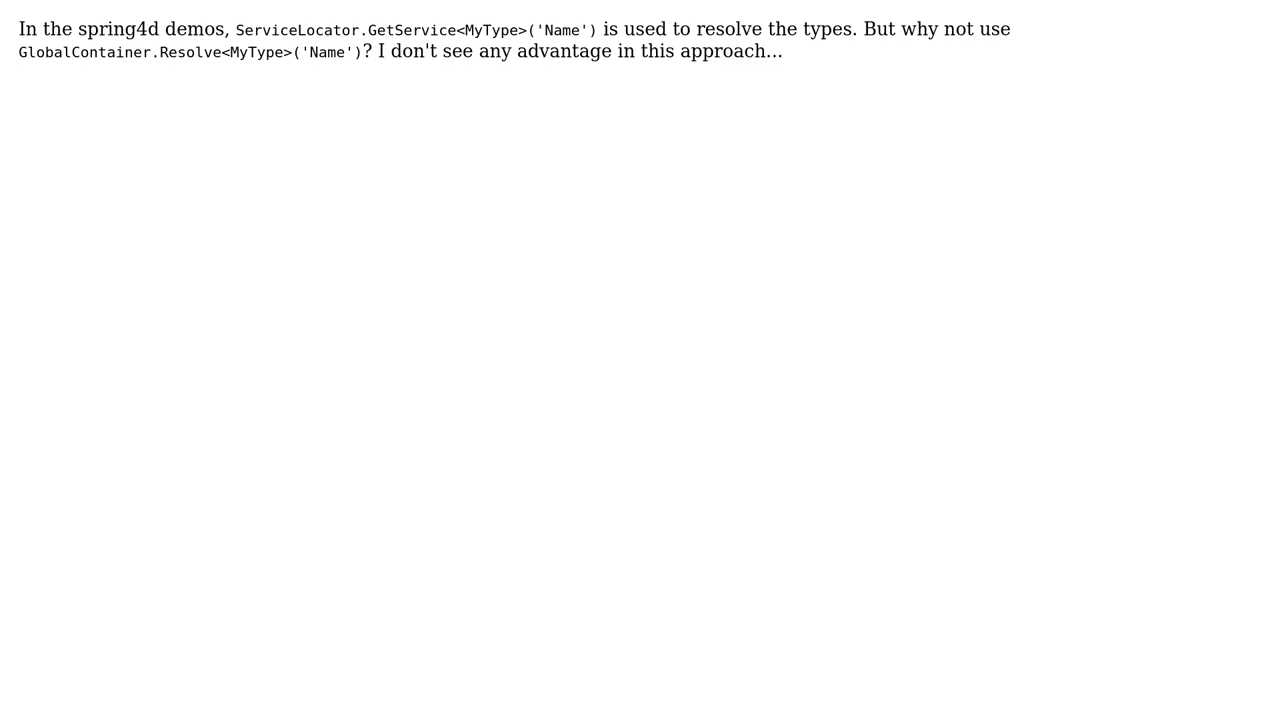 In the spring4d demos, ServiceLocator.GetService<MyType>('Name') is used to resolve the types. But why not use
GlobalContainer.Resolve<MyType>('Name')? I don't see any advantage in this approach...